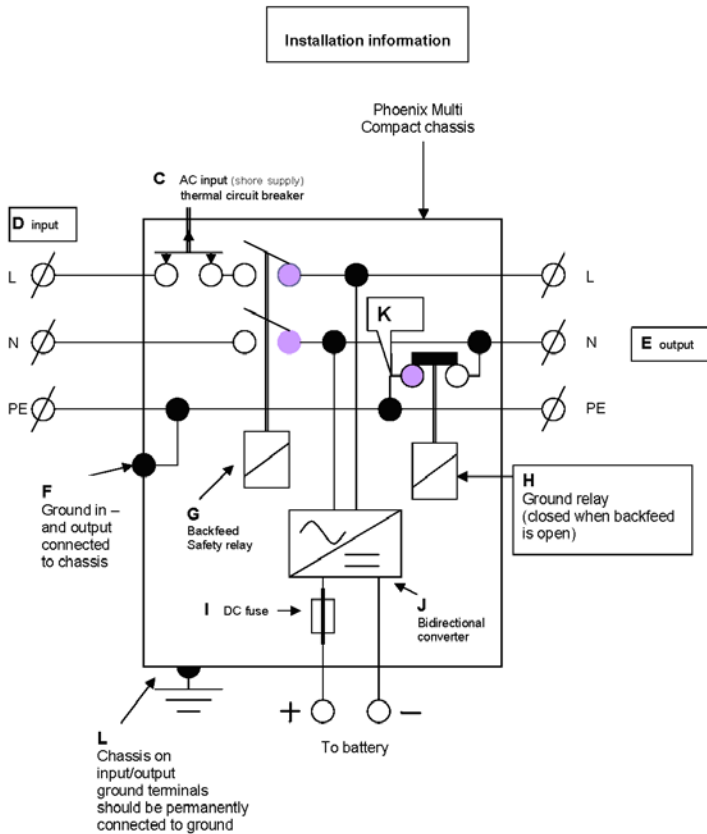 Installation information
Phoenix Multi
Compact chassis
C AC input (shore supply)
thermal circuit breaker
D input
L
L
K
N
N
E output
PE
PE
F
Ground in –
and output
connected
to chassis
G
Backfeed
Safety relay
H
Ground relay
(closed when backfeed
is open)
I DC fuse
J
Bidirectional
converter
+
–
To battery
L
Chassis on
input/output
ground terminals
should be permanently
connected to ground